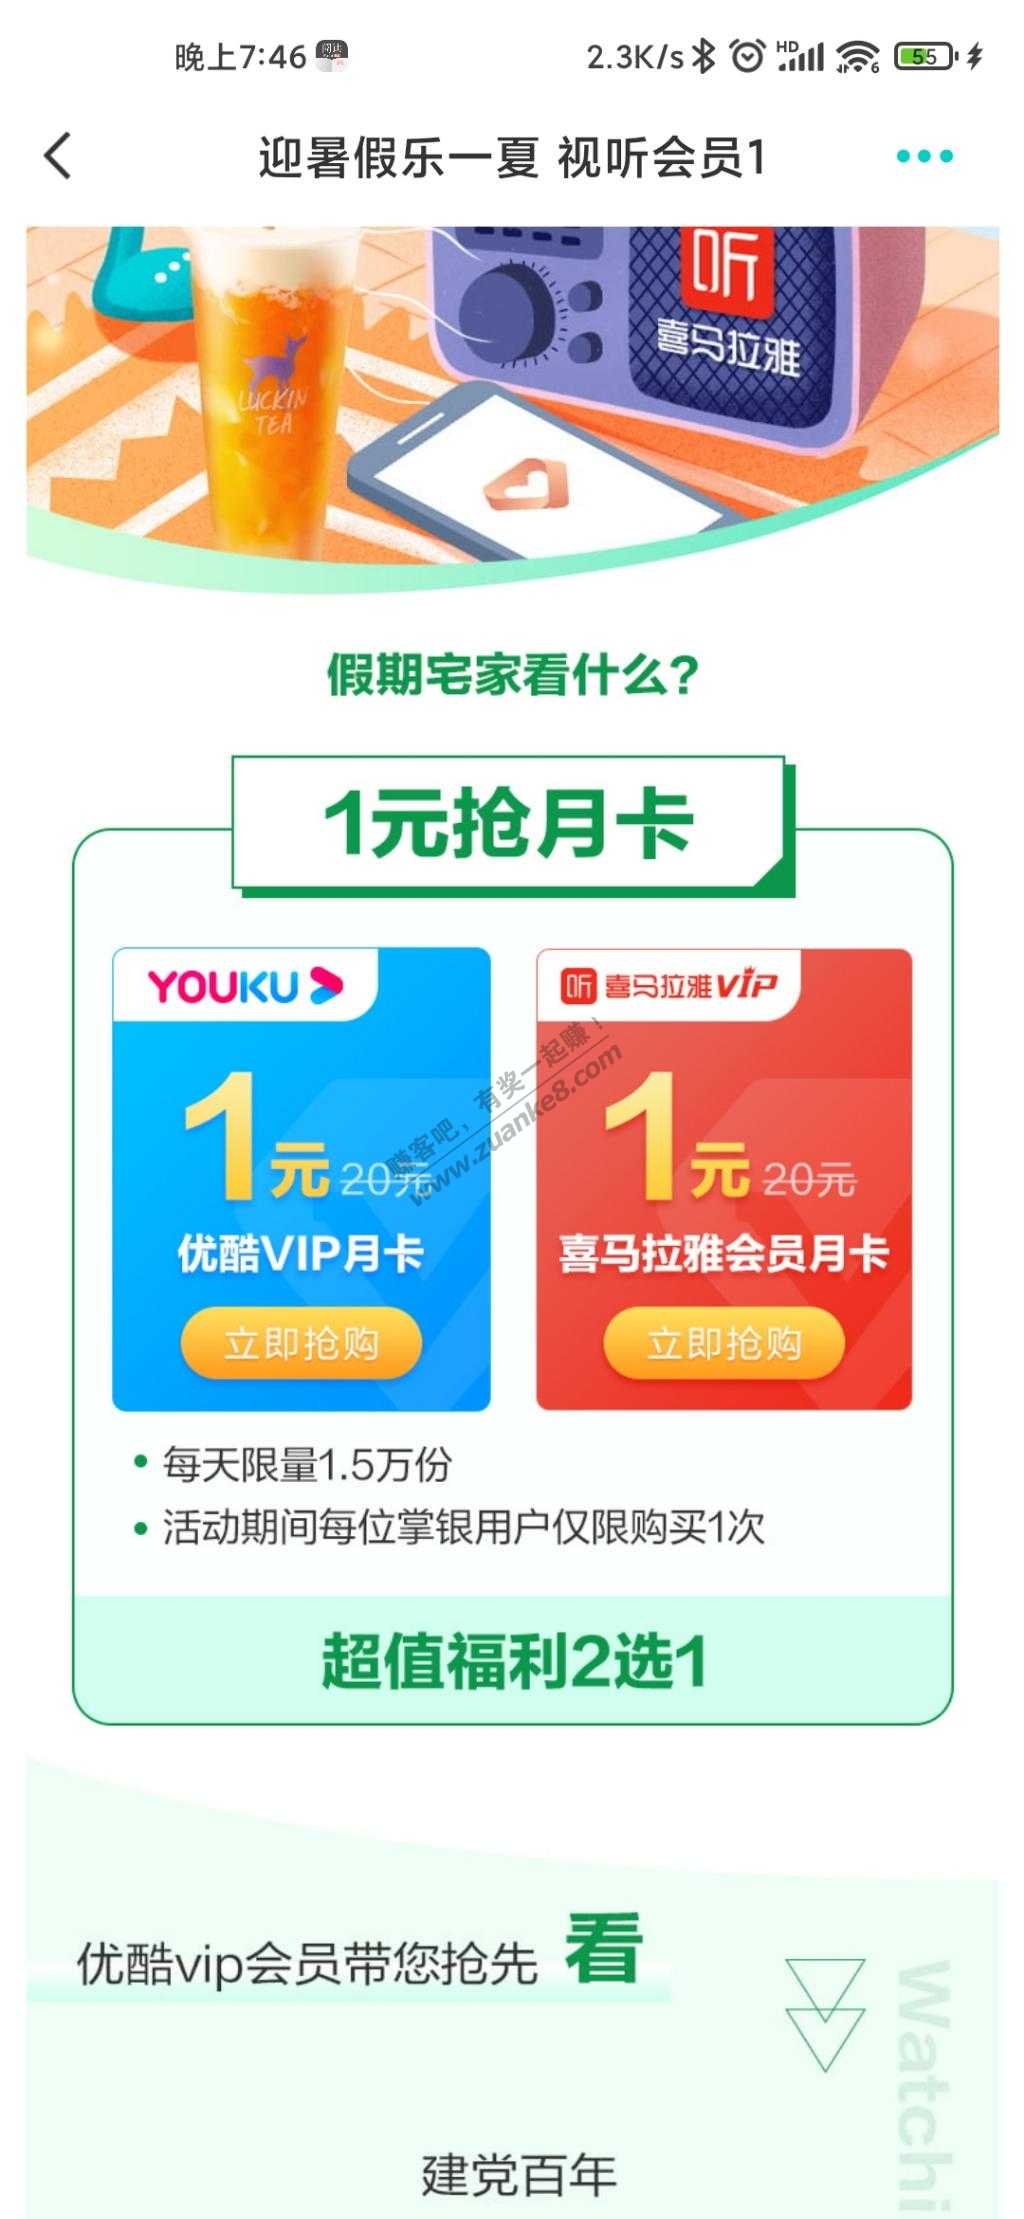 晚上7:46
2.3K/s HD 6 55
迎暑假乐一夏 视听会员1
听
喜马拉雅
LUCKIN
TEA
假期宅家看什么?
1元抢月卡
YOUKU
听 喜马拉雅VIP
1元 20元
1元 20元
优酷VIP月卡
喜马拉雅会员月卡
立即抢购
立即抢购
赚客吧，有奖一起赚！
www.zuanke8.com
每天限量1.5万份
活动期间每位掌银用户仅限购买1次
超值福利2选1
优酷vip会员带您抢先 看
Watchi
建党百年